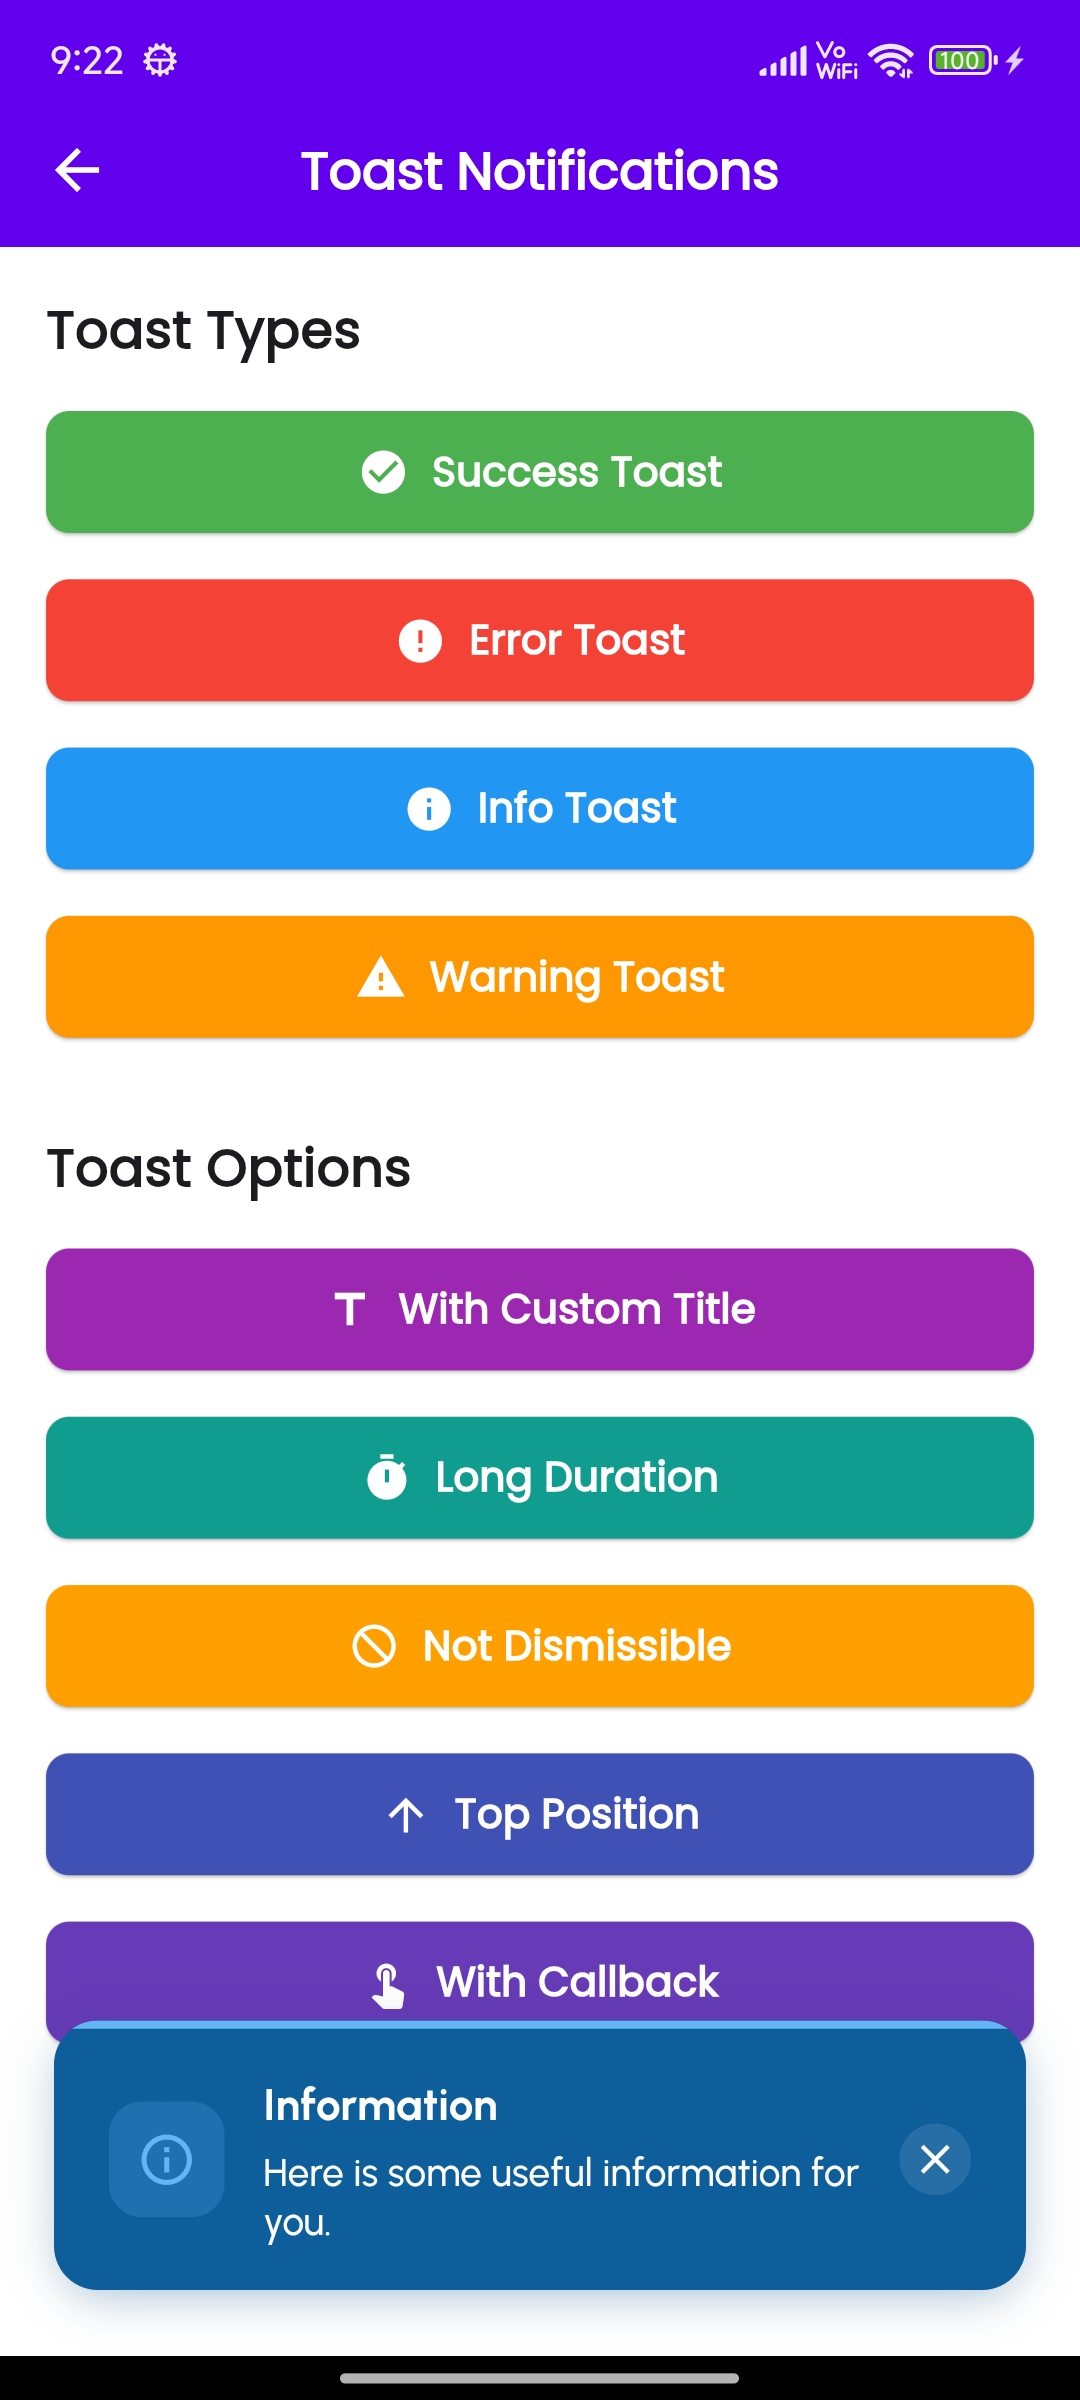 9:22
Vo
WiFi
100
Toast Notifications
Toast Types
Success Toast
Error Toast
Info Toast
Warning Toast
Toast Options
With Custom Title
Long Duration
Not Dismissible
Top Position
With Callback
Information
Here is some useful information for
you.